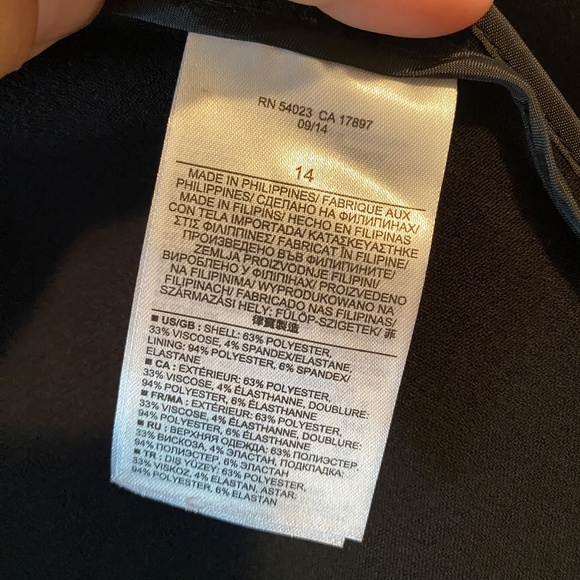 RN 54023 CA 17897
09/14
14
MADE IN PHILIPPINES/ FABRIQUE AUX
PHILIPPINES/ СДЕЛАНО НА ФИЛИПИНАХ/
MADE IN FILIPINS/ HECHO EN FILIPINAS
CON TELA IMPORTADA/ ΚΑΤΑΣΚΕΥΑΣΤΗΚΕ
ΣΤΙΣ ΦΙΛΙΠΠΙΝΕΣ/ FABRICAT ÎN FILIPINE/
ПРОИЗВЕДЕНО ВЪВ ФИЛИПИНИТЕ/
ZEMLJA PROIZVODNJE FILIPINI/
ВИРОБЛЕНО У ФІЛІППІНАХ/ PROIZVEDENO
NA FILIPINIMA/ WYPRODUKOWANO NA
FILIPINACH/ FABRICADO NAS FILIPINAS/
SZÁRMAZÁSI HELY: FÜLÖP-SZIGETEK/ 菲
律賓製造
■ US/GB : SHELL: 63% POLYESTER,
33% VISCOSE, 4% SPANDEX/ELASTANE,
LINING: 94% POLYESTER, 6% SPANDEX/
ELASTANE
■ CA : EXTÉRIEUR: 63% POLYESTER,
33% VISCOSE, 4% ÉLASTHANNE, DOUBLURE:
94% POLYESTER, 6% ÉLASTHANNE
■ FR/MA : EXTÉRIEUR: 63% POLYESTER,
33% VISCOSE, 4% ÉLASTHANNE, DOUBLURE:
94% POLYESTER, 6% ÉLASTHANNE
■ RU : ВЕРХНЯЯ ОДЕЖДА: 63% ПОЛИЭСТЕР,
33% ВИСКОЗА, 4% ЭЛАСТАН, ПОДКЛАДКА:
94% ПОЛИЭСТЕР, 6% ЭЛАСТАН
■ TR : DIŞ YÜZEY: 63% POLYESTER,
33% VISKOZ, 4% ELASTAN, ASTAR:
94% POLYESTER, 6% ELASTAN